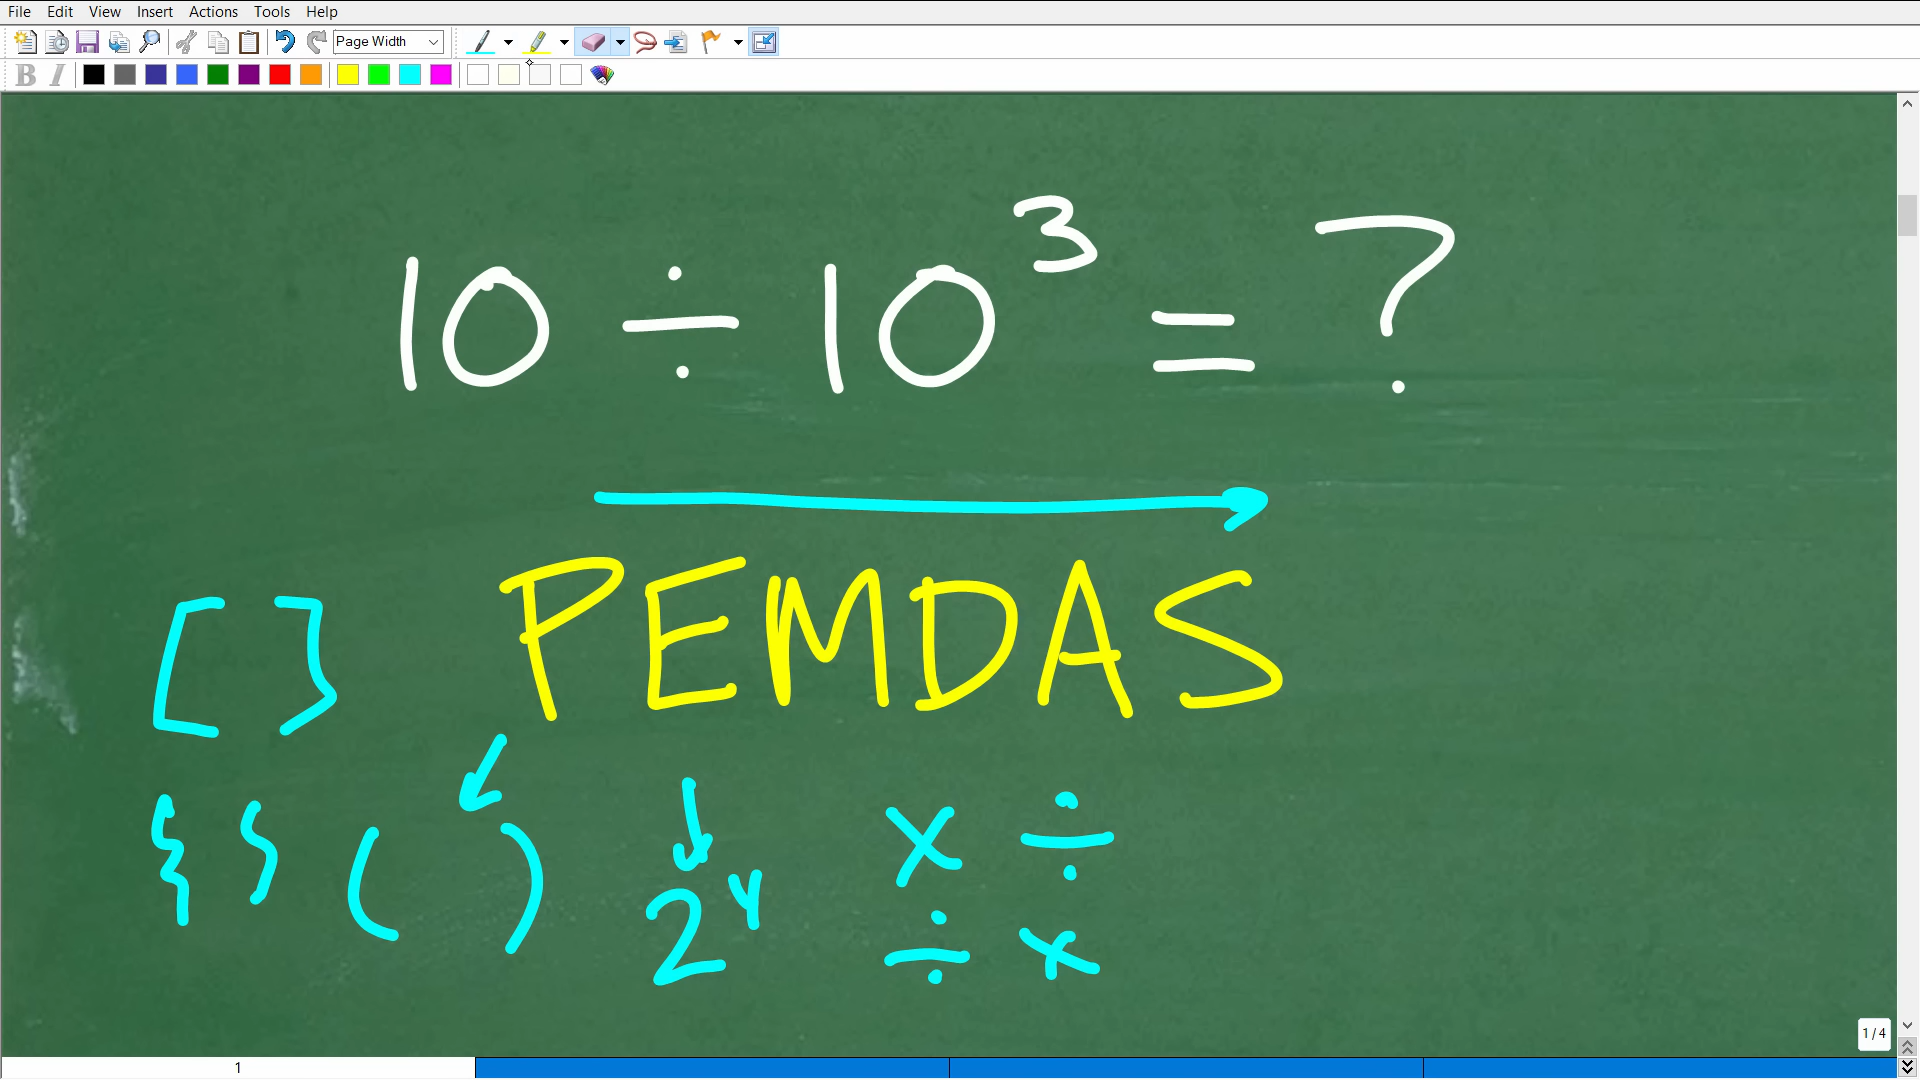 File Edit View Insert Actions Tools Help
Page Width
B I
10 ÷ 10³ = ?
PEMDAS
[ ]
{ } ( ) 2⁴ x ÷
÷ x
1 / 4
1